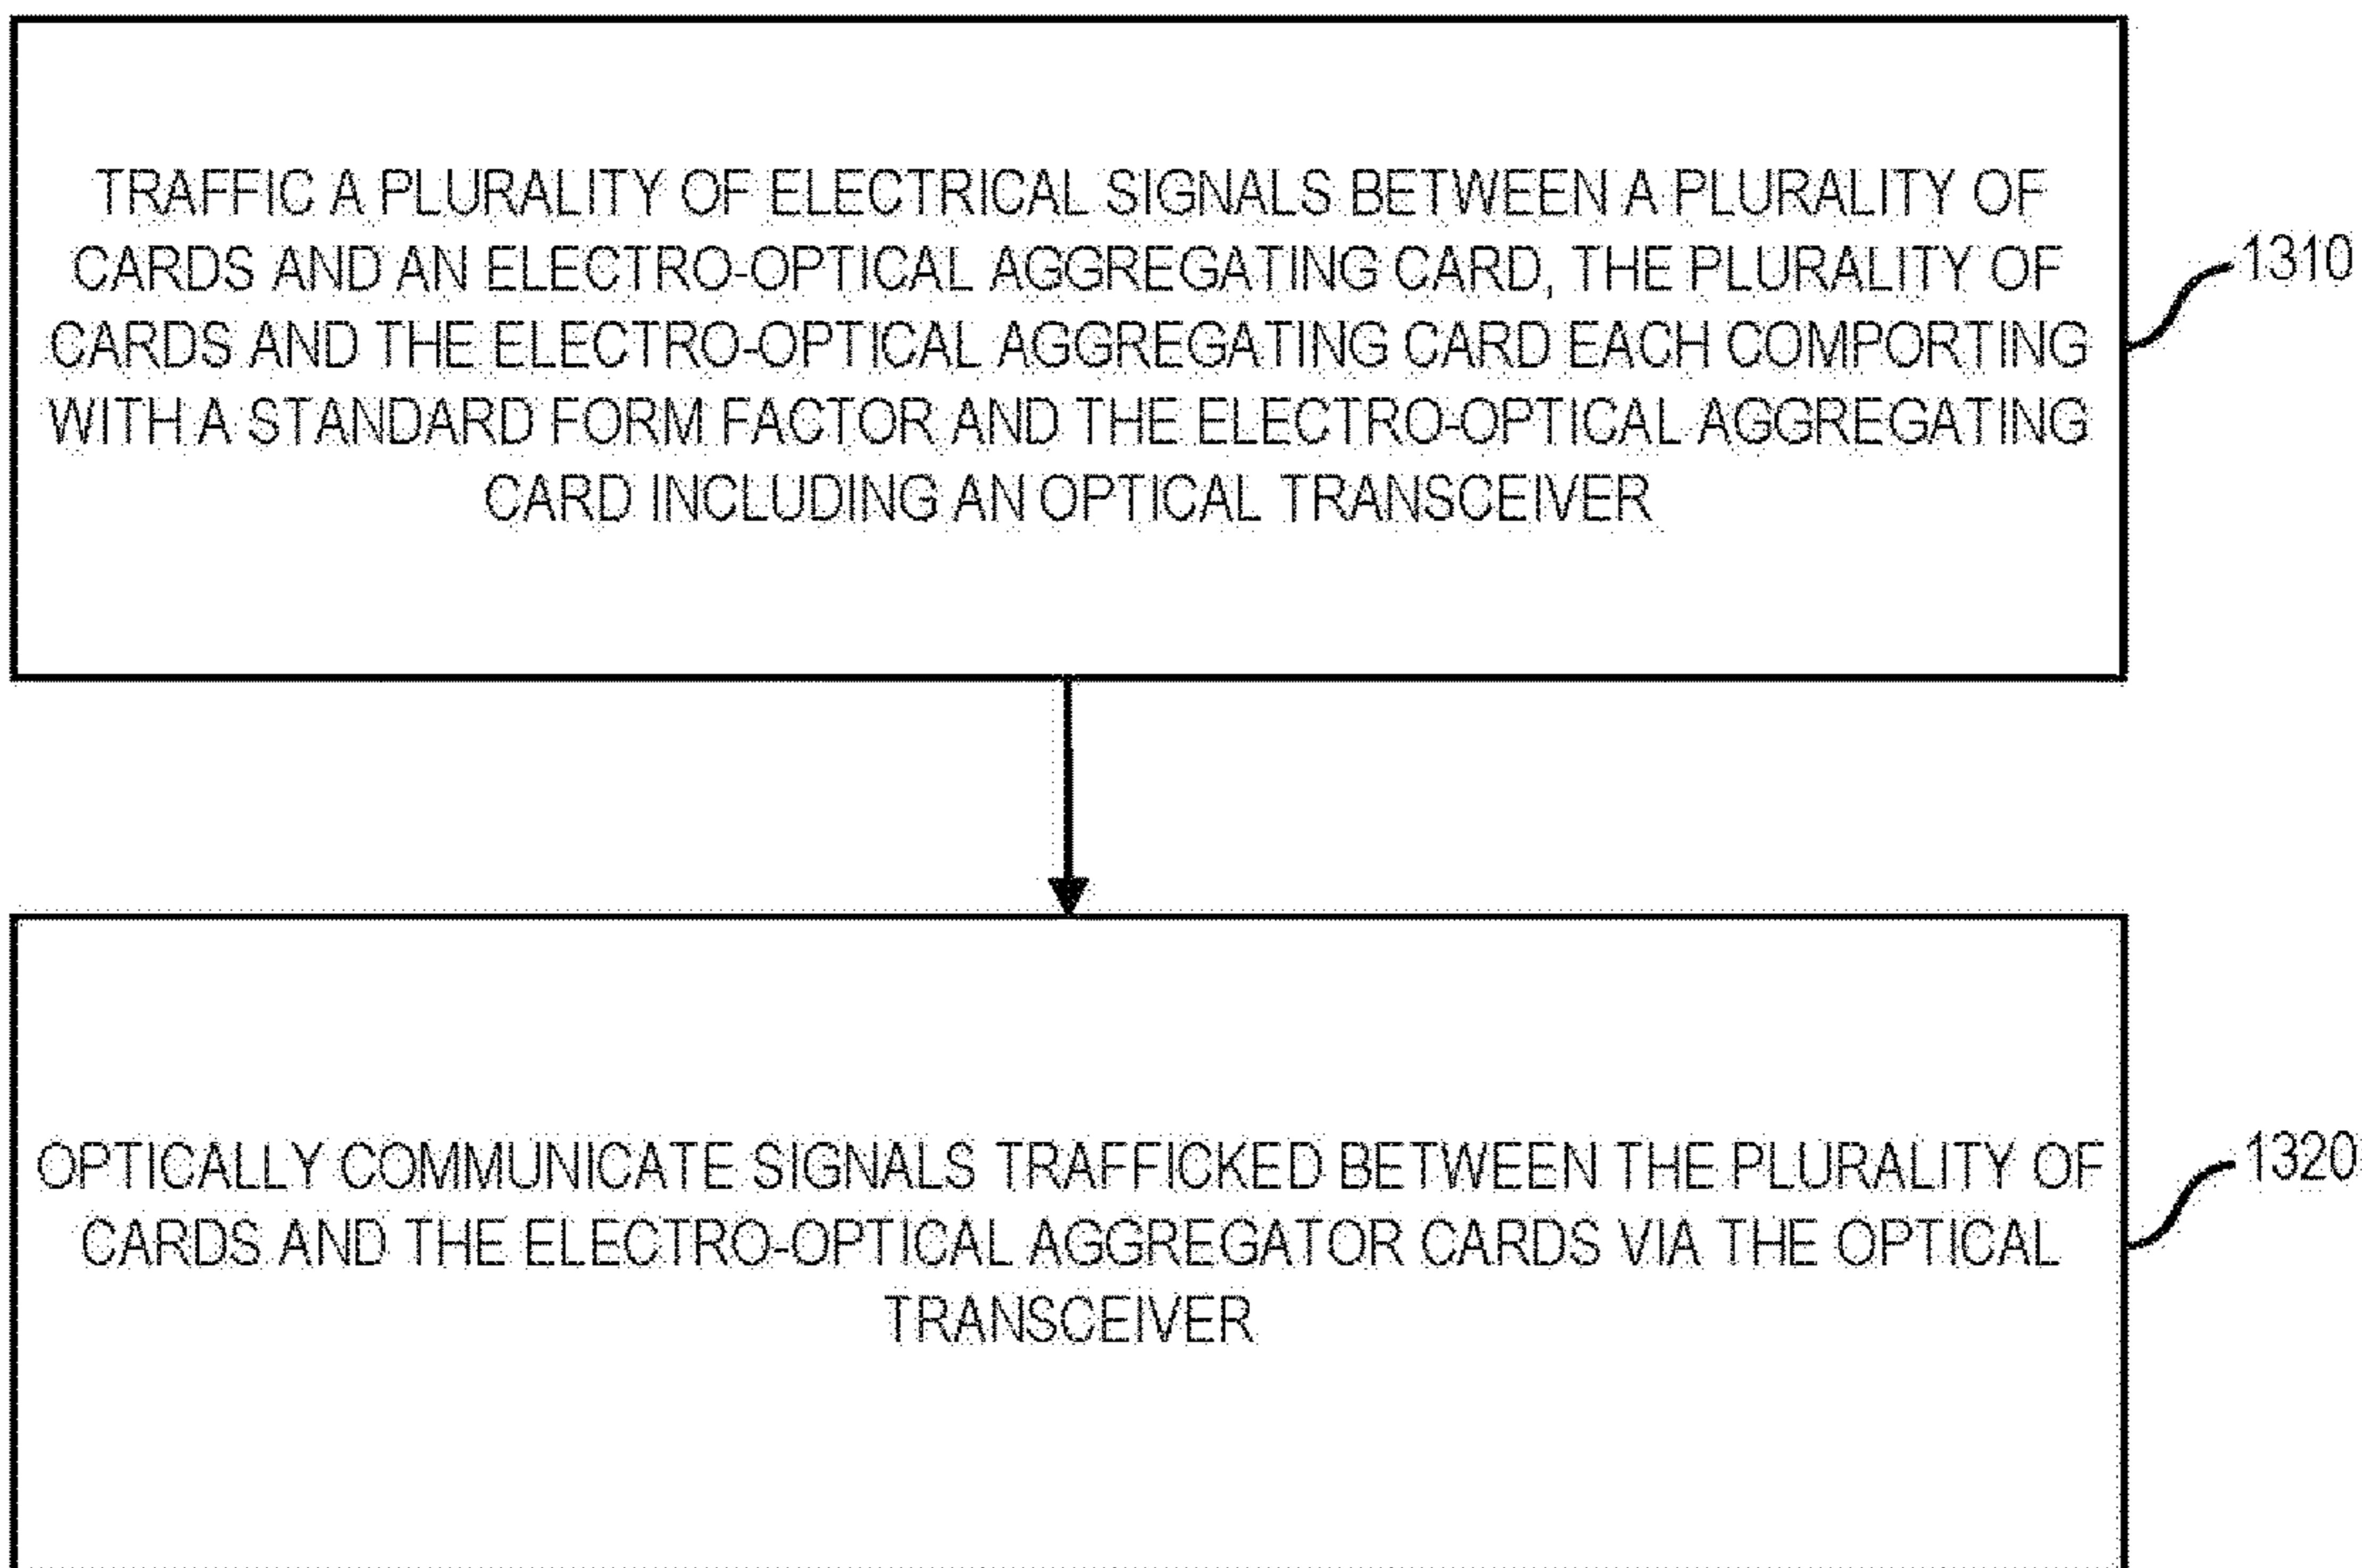 TRAFFIC A PLURALITY OF ELECTRICAL SIGNALS BETWEEN A PLURALITY OF
CARDS AND AN ELECTRO-OPTICAL AGGREGATING CARD, THE PLURALITY OF
CARDS AND THE ELECTRO-OPTICAL AGGREGATING CARD EACH COMPORTING
WITH A STANDARD FORM FACTOR AND THE ELECTRO-OPTICAL AGGREGATING
CARD INCLUDING AN OPTICAL TRANSCEIVER
1310
OPTICALLY COMMUNICATE SIGNALS TRAFFICKED BETWEEN THE PLURALITY OF
CARDS AND THE ELECTRO-OPTICAL AGGREGATOR CARDS VIA THE OPTICAL
TRANSCEIVER
1320